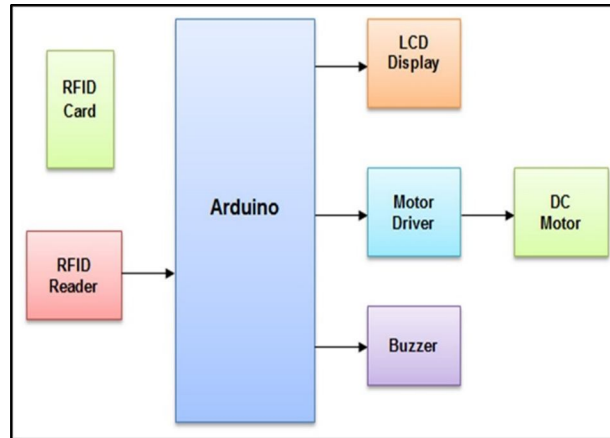 RFID
Card
RFID
Reader
Arduino
LCD
Display
Motor
Driver
DC
Motor
Buzzer